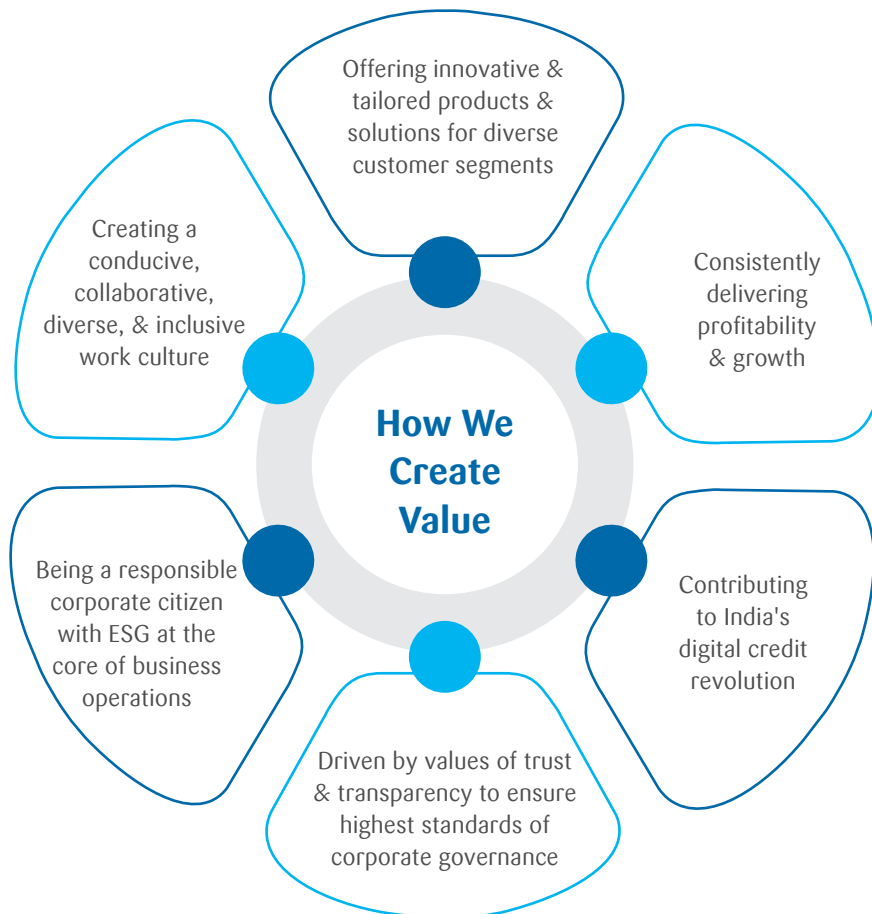 Offering innovative &
tailored products &
solutions for diverse
customer segments
Creating a
conducive,
collaborative,
diverse, & inclusive
work culture
Consistently
delivering
profitability
& growth
How We
Create
Value
Being a responsible
corporate citizen
with ESG at the
core of business
operations
Contributing
to India's
digital credit
revolution
Driven by values of trust
& transparency to ensure
highest standards of
corporate governance